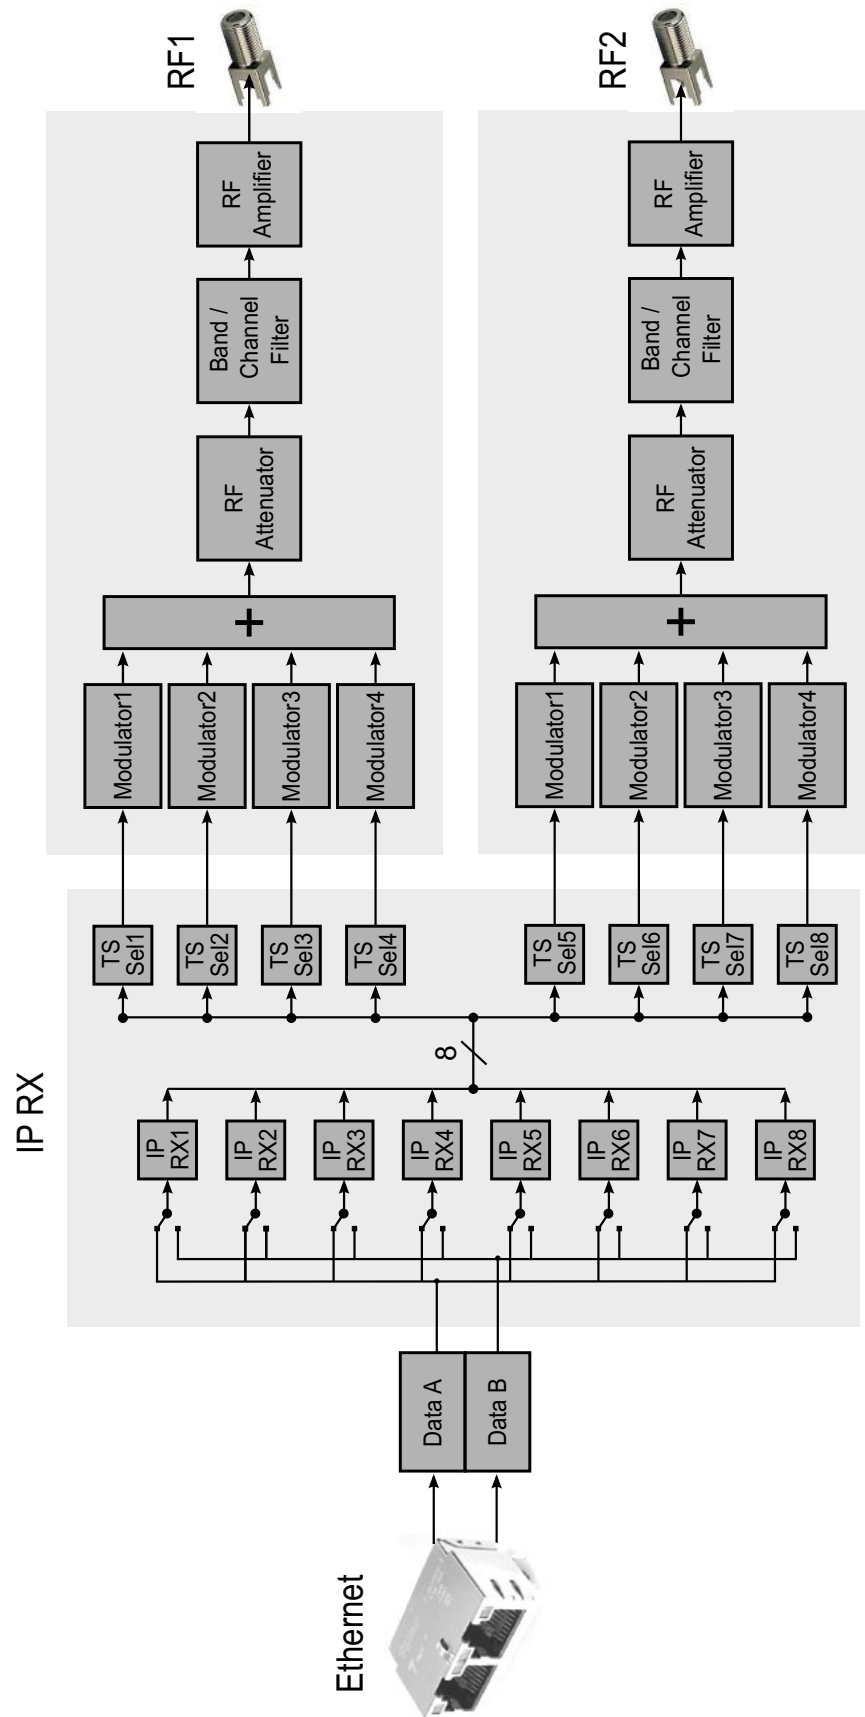 Ethernet
Data A
Data B
IP RX
IP
RX1
IP
RX2
IP
RX3
IP
RX4
IP
RX5
IP
RX6
IP
RX7
IP
RX8
8
TS
Sel1
TS
Sel2
TS
Sel3
TS
Sel4
TS
Sel5
TS
Sel6
TS
Sel7
TS
Sel8
Modulator1
Modulator2
Modulator3
Modulator4
+
RF
Attenuator
Band /
Channel
Filter
RF
Amplifier
RF1
Modulator1
Modulator2
Modulator3
Modulator4
+
RF
Attenuator
Band /
Channel
Filter
RF
Amplifier
RF2